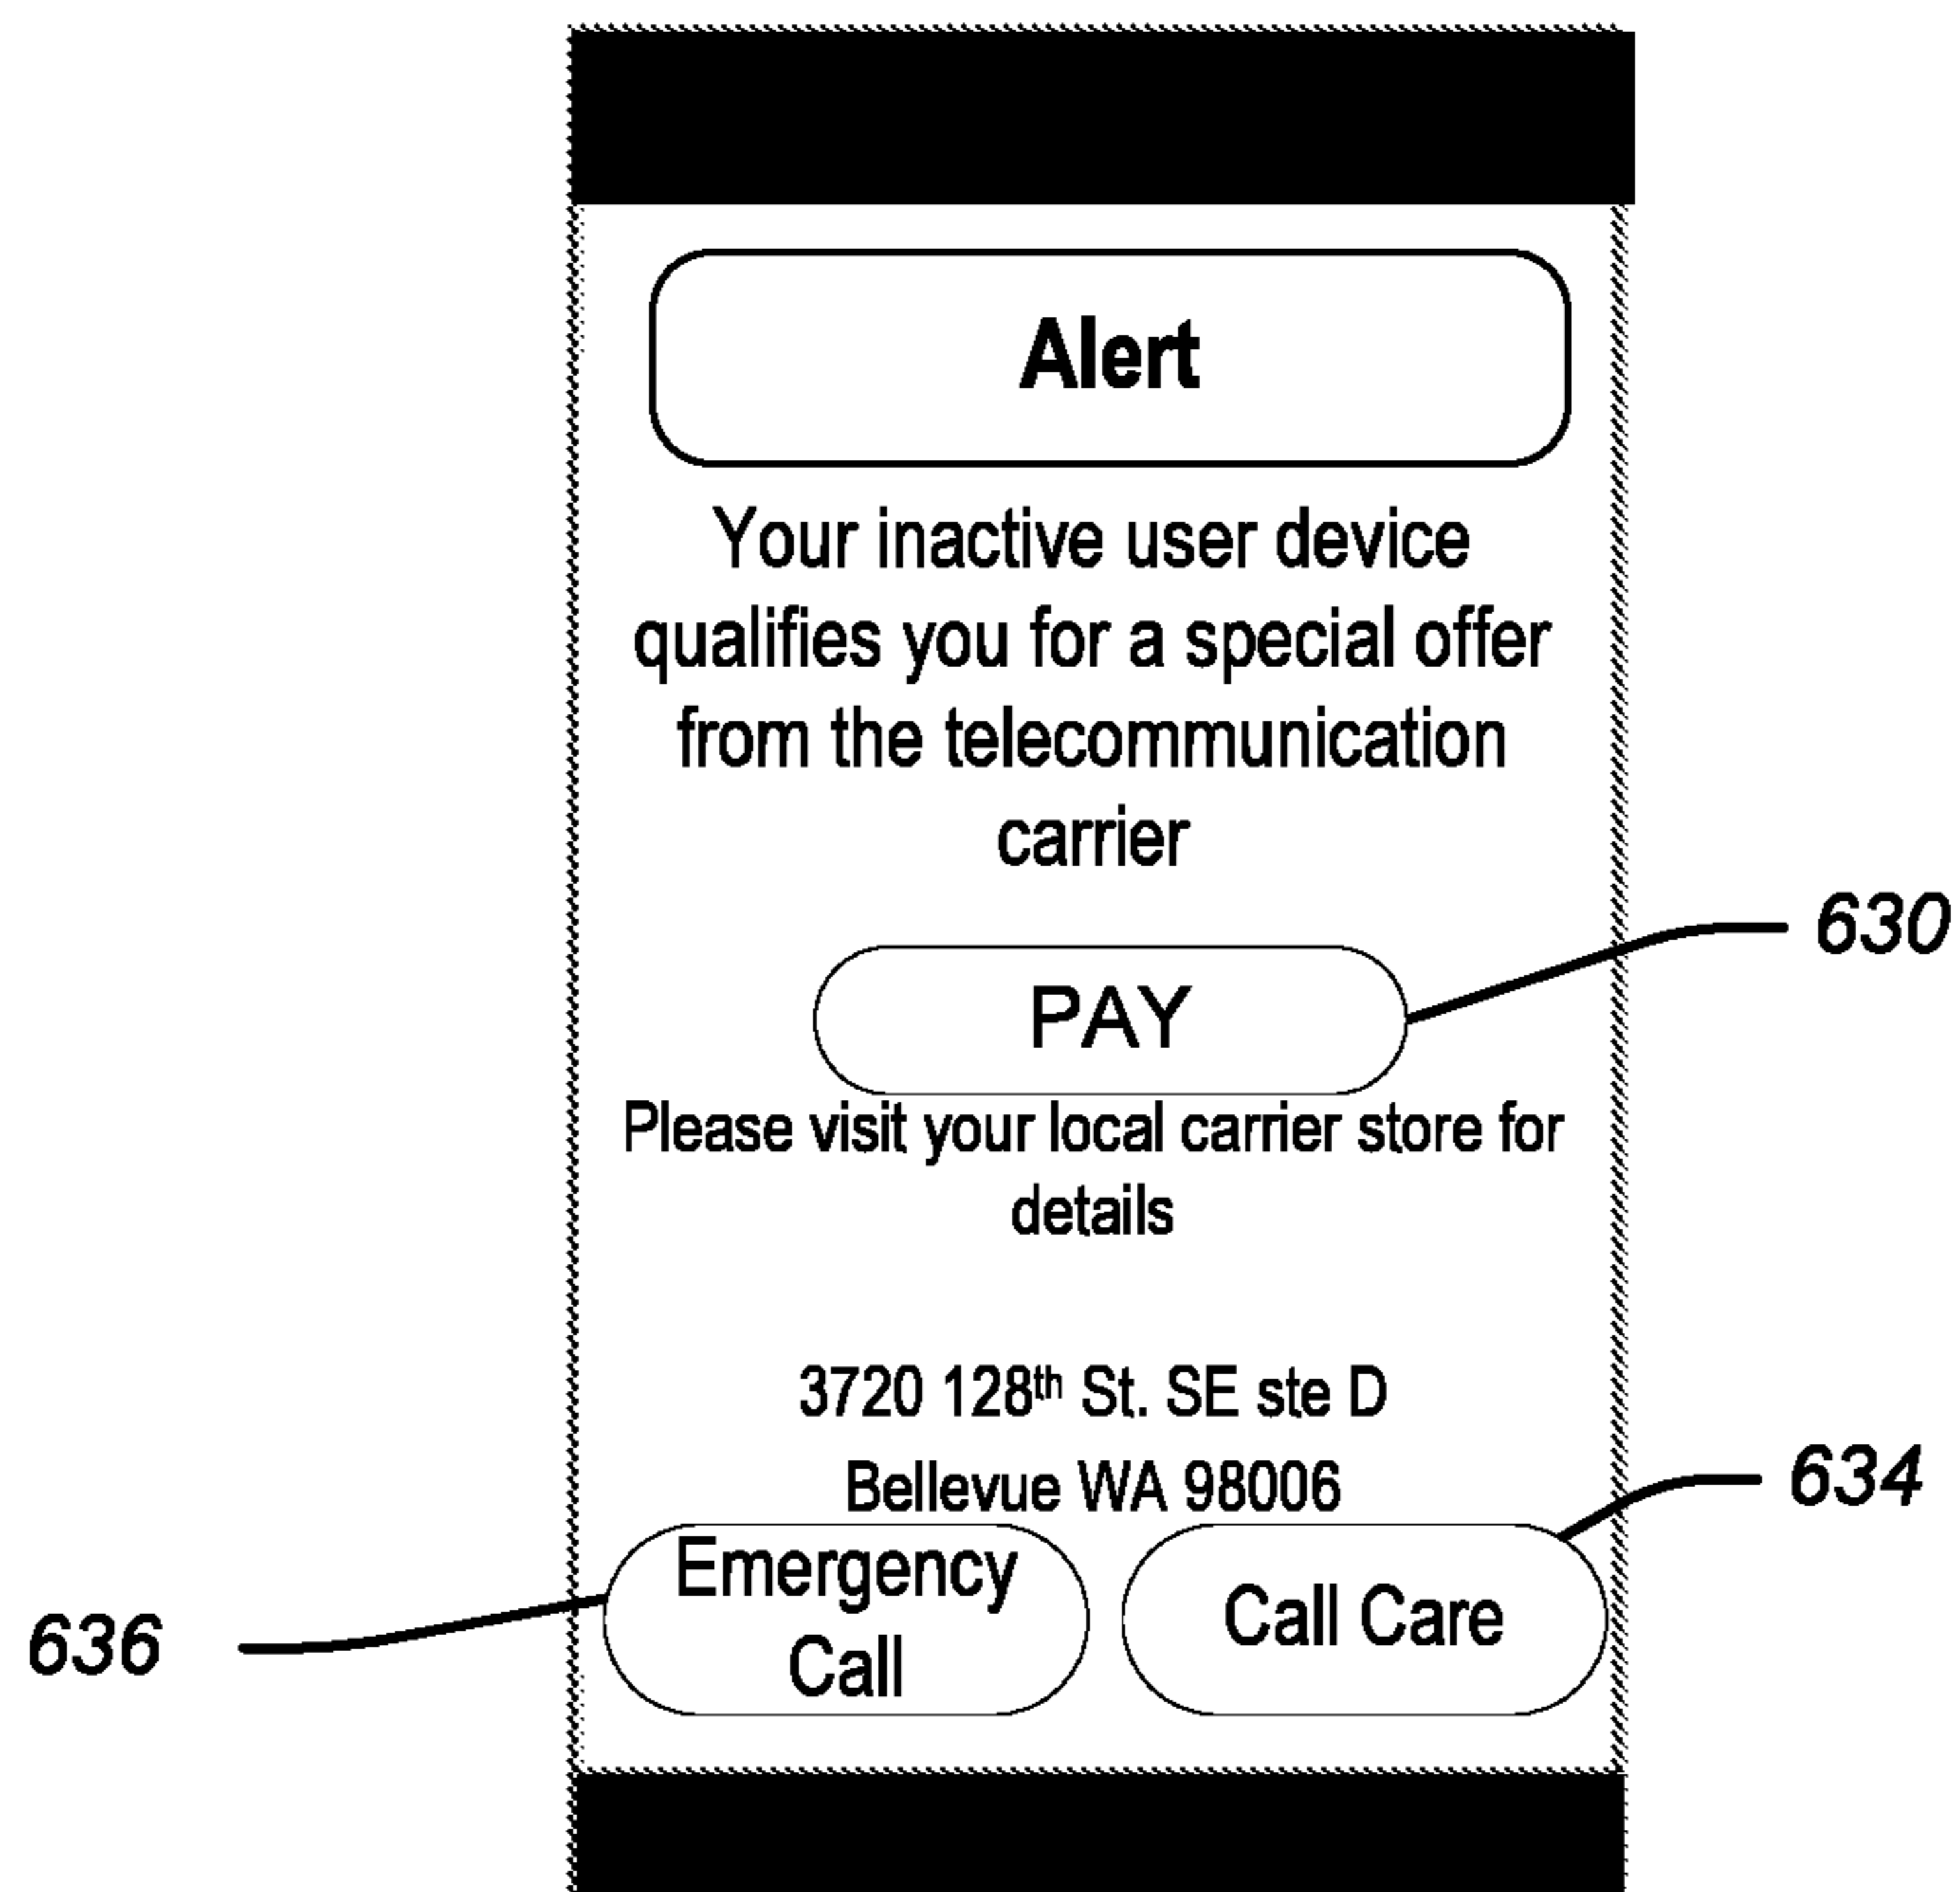 Alert
Your inactive user device
qualifies you for a special offer
from the telecommunication
carrier
630
PAY
Please visit your local carrier store for
details
3720 128th St. SE ste D
Bellevue WA 98006
634
636
Emergency
Call
Call Care